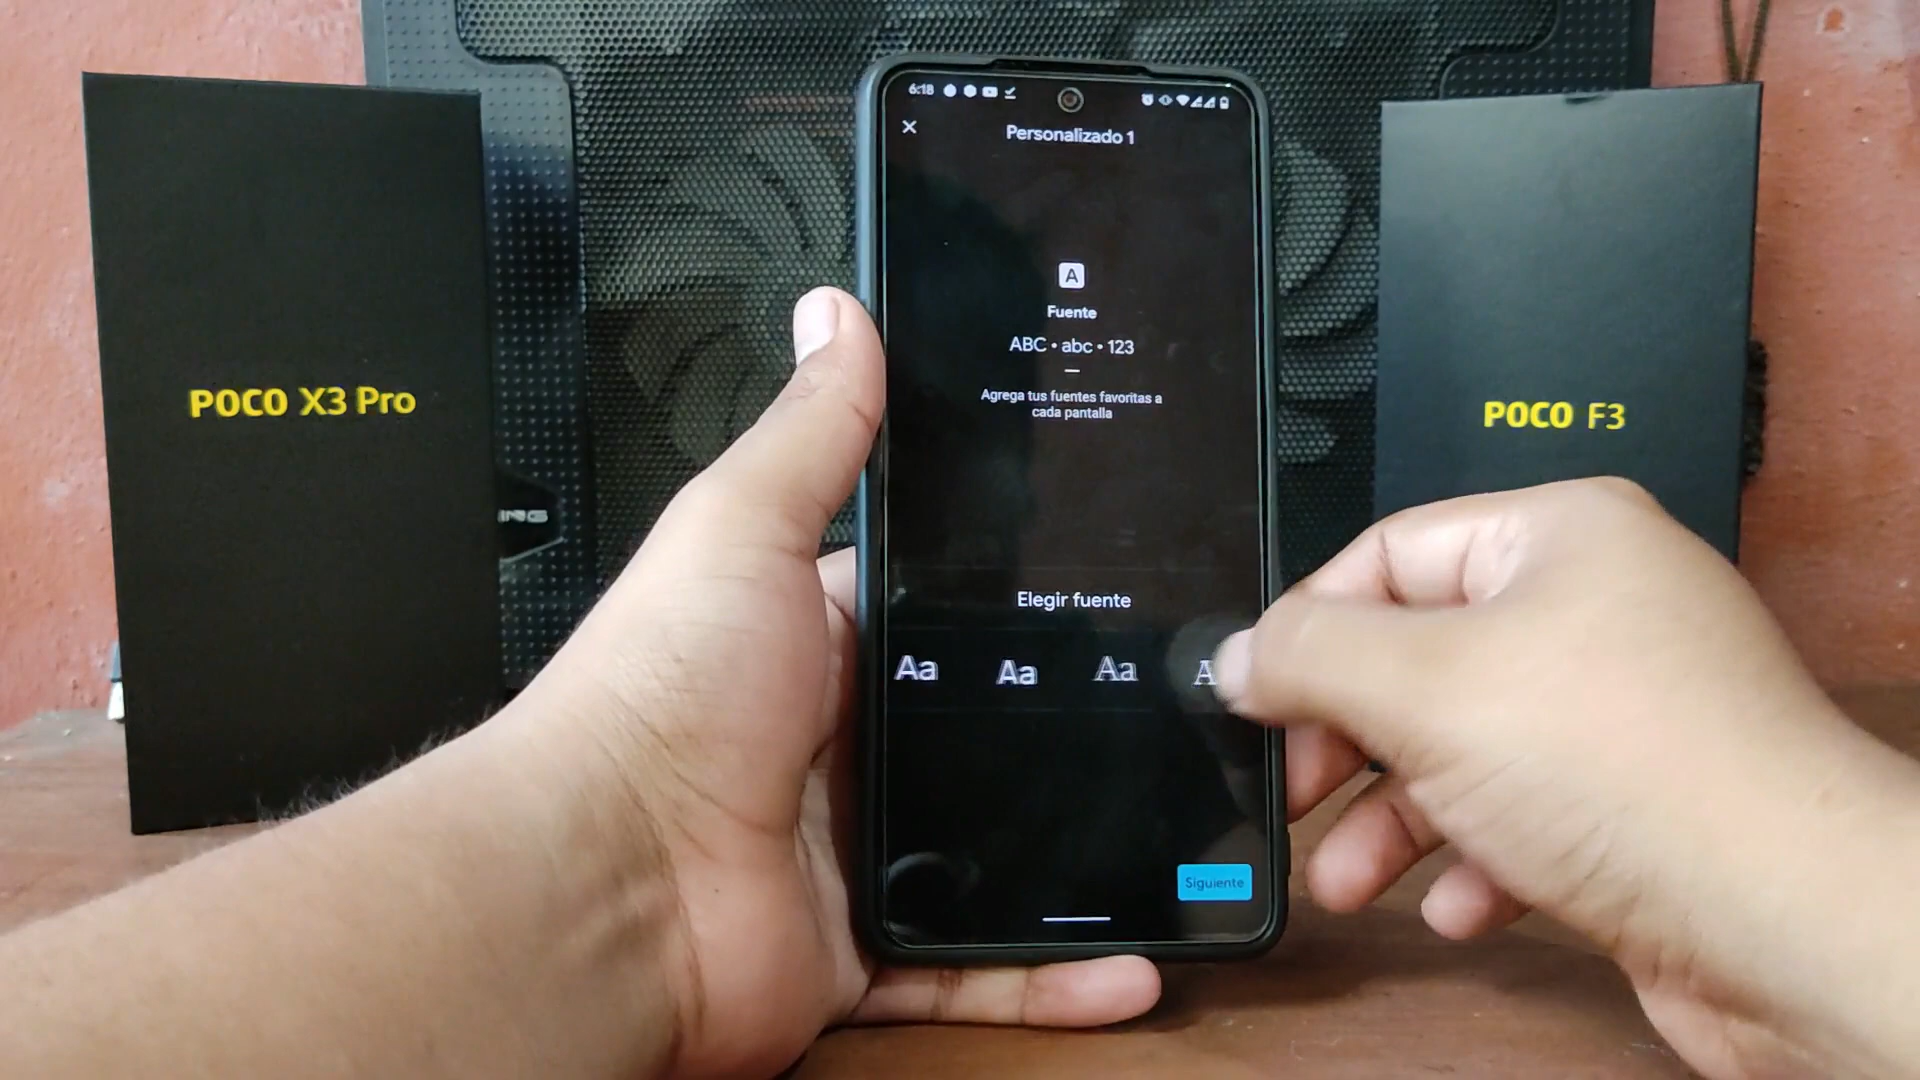 6:18
Personalizado 1
A
Fuente
ABC • abc • 123
Agrega tus fuentes favoritas a
cada pantalla
Elegir fuente
Aa Aa Aa A
Siguiente
POCO X3 Pro
ING
POCO F3